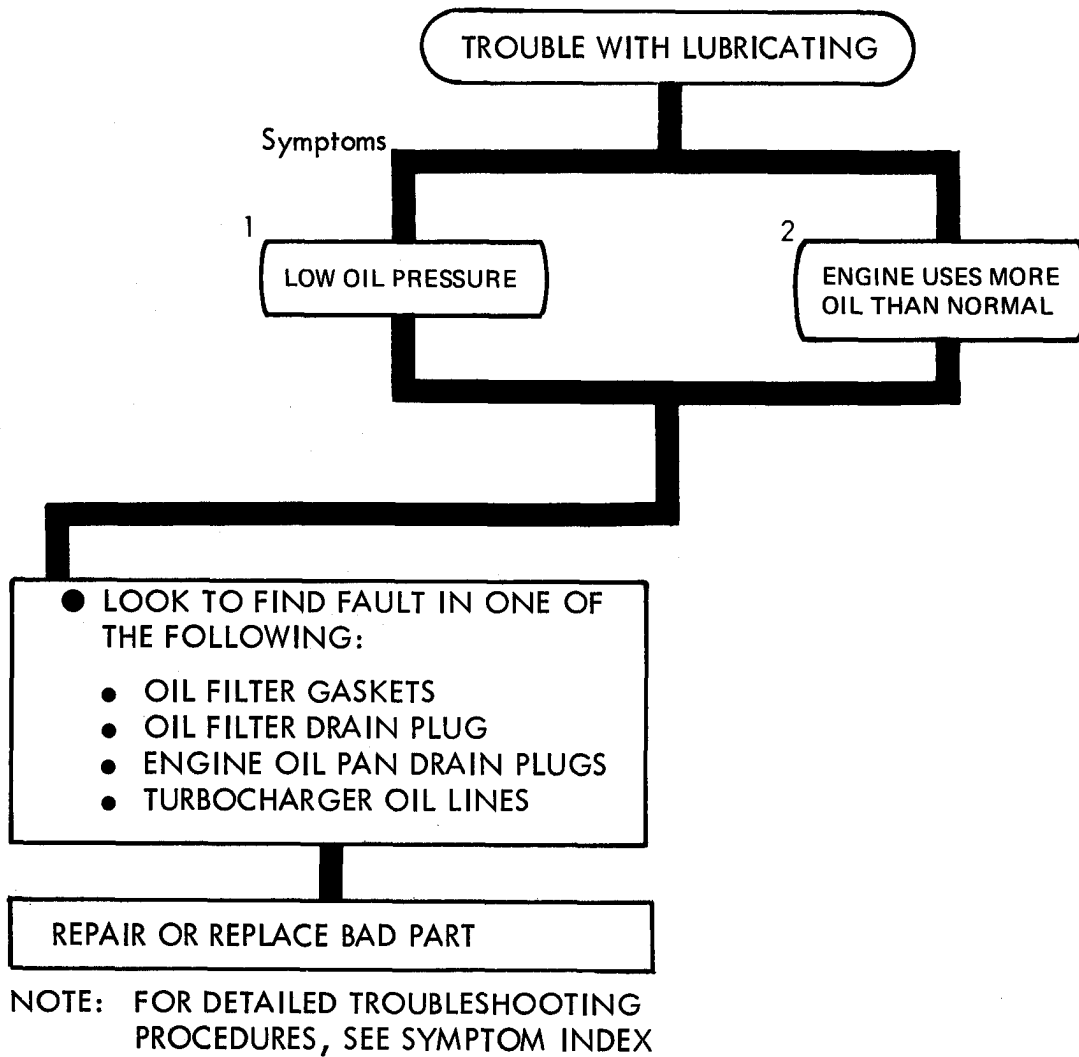 TROUBLE WITH LUBRICATING
Symptoms
1
LOW OIL PRESSURE
2
ENGINE USES MORE
OIL THAN NORMAL
● LOOK TO FIND FAULT IN ONE OF
THE FOLLOWING:
● OIL FILTER GASKETS
● OIL FILTER DRAIN PLUG
● ENGINE OIL PAN DRAIN PLUGS
● TURBOCHARGER OIL LINES
REPAIR OR REPLACE BAD PART
NOTE: FOR DETAILED TROUBLESHOOTING
PROCEDURES, SEE SYMPTOM INDEX